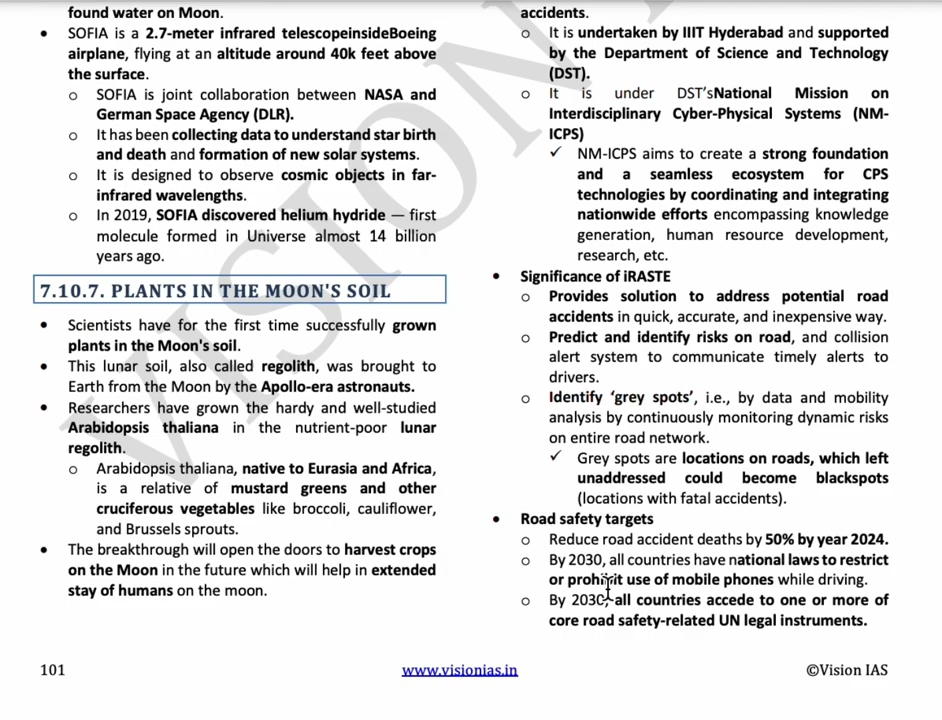 found water on Moon.
• SOFIA is a 2.7-meter infrared telescopeinsideBoeing
airplane, flying at an altitude around 40k feet above
the surface.
o SOFIA is joint collaboration between NASA and
German Space Agency (DLR).
o It has been collecting data to understand star birth
and death and formation of new solar systems.
o It is designed to observe cosmic objects in far-
infrared wavelengths.
o In 2019, SOFIA discovered helium hydride — first
molecule formed in Universe almost 14 billion
years ago.
7.10.7. PLANTS IN THE MOON'S SOIL
• Scientists have for the first time successfully grown
plants in the Moon's soil.
• This lunar soil, also called regolith, was brought to
Earth from the Moon by the Apollo-era astronauts.
• Researchers have grown the hardy and well-studied
Arabidopsis thaliana in the nutrient-poor lunar
regolith.
o Arabidopsis thaliana, native to Eurasia and Africa,
is a relative of mustard greens and other
cruciferous vegetables like broccoli, cauliflower,
and Brussels sprouts.
• The breakthrough will open the doors to harvest crops
on the Moon in the future which will help in extended
stay of humans on the moon.
accidents.
o It is undertaken by IIIT Hyderabad and supported
by the Department of Science and Technology
(DST).
o It is under DST'sNational Mission on
Interdisciplinary Cyber-Physical Systems (NM-
ICPS)
✓ NM-ICPS aims to create a strong foundation
and a seamless ecosystem for CPS
technologies by coordinating and integrating
nationwide efforts encompassing knowledge
generation, human resource development,
research, etc.
• Significance of iRASTE
o Provides solution to address potential road
accidents in quick, accurate, and inexpensive way.
o Predict and identify risks on road, and collision
alert system to communicate timely alerts to
drivers.
o Identify ‘grey spots’, i.e., by data and mobility
analysis by continuously monitoring dynamic risks
on entire road network.
✓ Grey spots are locations on roads, which left
unaddressed could become blackspots
(locations with fatal accidents).
• Road safety targets
o Reduce road accident deaths by 50% by year 2024.
o By 2030, all countries have national laws to restrict
or prohibit use of mobile phones while driving.
o By 2030, all countries accede to one or more of
core road safety-related UN legal instruments.
101
www.visionias.in
©Vision IAS
VISION